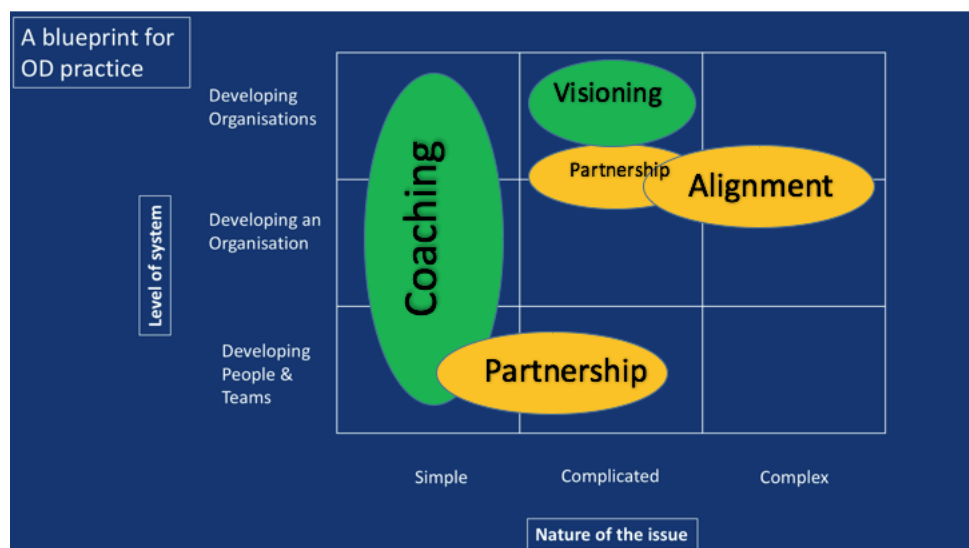 A blueprint for
OD practice
Developing
Organisations
Visioning
Partnership
Alignment
Coaching
Developing an
Organisation
Level of system
Developing
People &
Teams
Partnership
Simple
Complicated
Complex
Nature of the issue